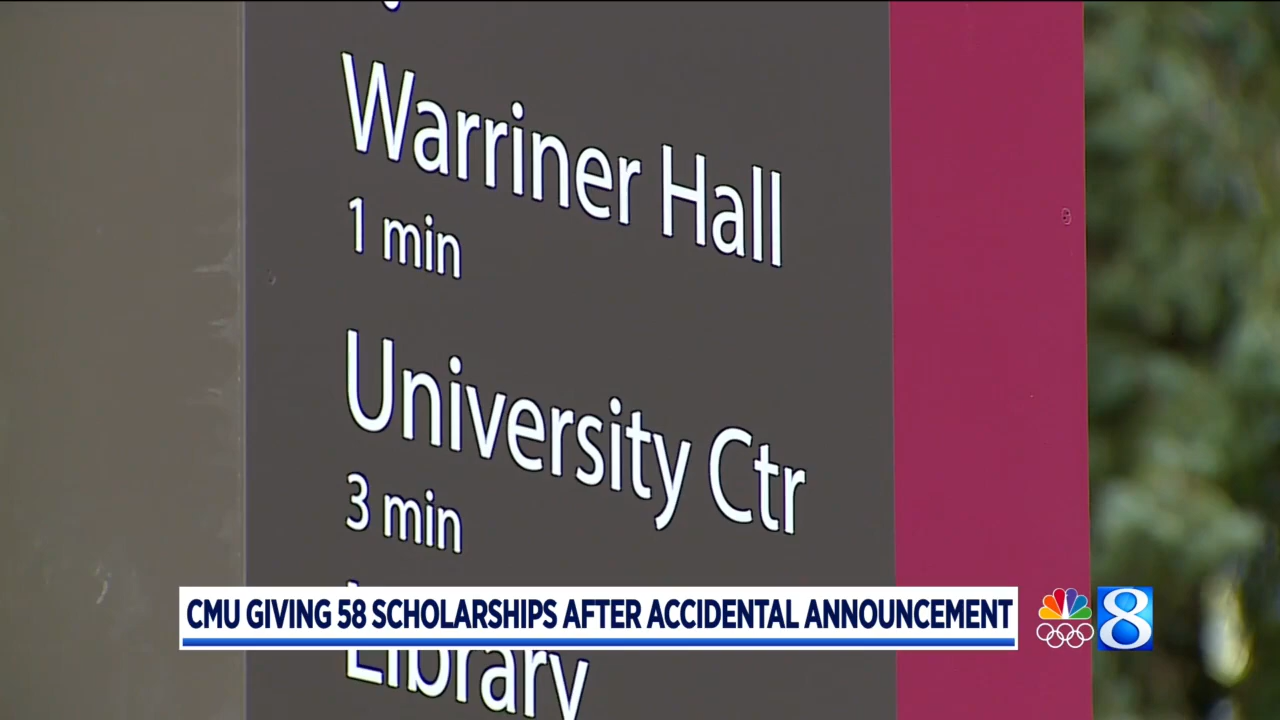 Warriner Hall
1 min
University Ctr
3 min
CMU GIVING 58 SCHOLARSHIPS AFTER ACCIDENTAL ANNOUNCEMENT
8
Library